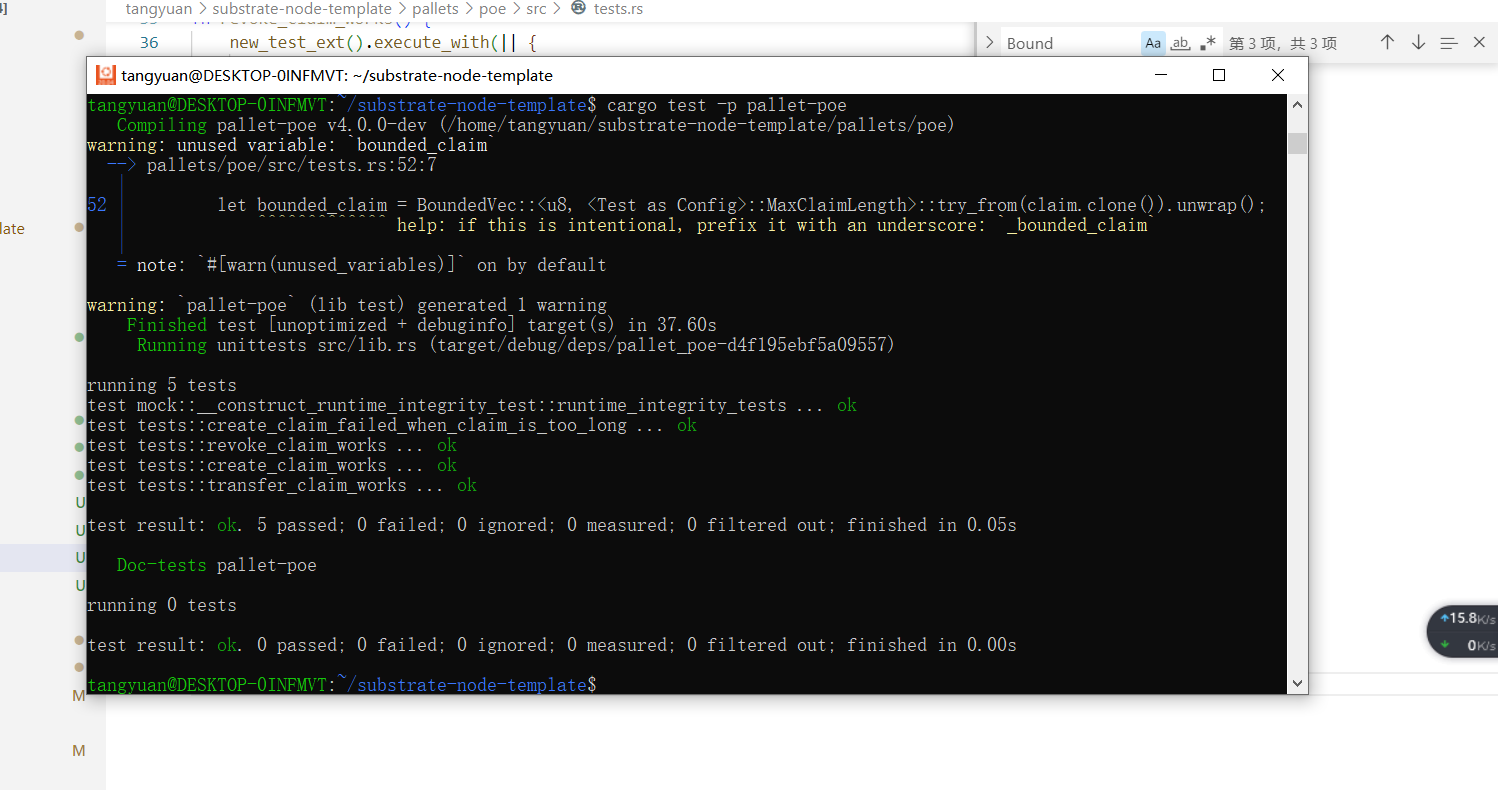 tangyuan > substrate-node-template > pallets > poe > src > tests.rs
36 new_test_ext().execute_with(|| {
Bound
Aa ab .* 第 3 项，共 3 项
tangyuan@DESKTOP-0INFMVT: ~/substrate-node-template
tangyuan@DESKTOP-0INFMVT:~/substrate-node-template$ cargo test -p pallet-poe
Compiling pallet-poe v4.0.0-dev (/home/tangyuan/substrate-node-template/pallets/poe)
warning: unused variable: `bounded_claim`
--> pallets/poe/src/tests.rs:52:7
52 let bounded_claim = BoundedVec::<u8, <Test as Config>::MaxClaimLength>::try_from(claim.clone()).unwrap();
help: if this is intentional, prefix it with an underscore: `_bounded_claim`
= note: `#[warn(unused_variables)]` on by default
warning: `pallet-poe` (lib test) generated 1 warning
Finished test [unoptimized + debuginfo] target(s) in 37.60s
Running unittests src/lib.rs (target/debug/deps/pallet_poe-d4f195ebf5a09557)
running 5 tests
test mock::__construct_runtime_integrity_test::runtime_integrity_tests ... ok
test tests::create_claim_failed_when_claim_is_too_long ... ok
test tests::revoke_claim_works ... ok
test tests::create_claim_works ... ok
test tests::transfer_claim_works ... ok
test result: ok. 5 passed; 0 failed; 0 ignored; 0 measured; 0 filtered out; finished in 0.05s
Doc-tests pallet-poe
running 0 tests
test result: ok. 0 passed; 0 failed; 0 ignored; 0 measured; 0 filtered out; finished in 0.00s
tangyuan@DESKTOP-0INFMVT:~/substrate-node-template$
late
U
U
U
U
M
M
15.8K/s
0K/s